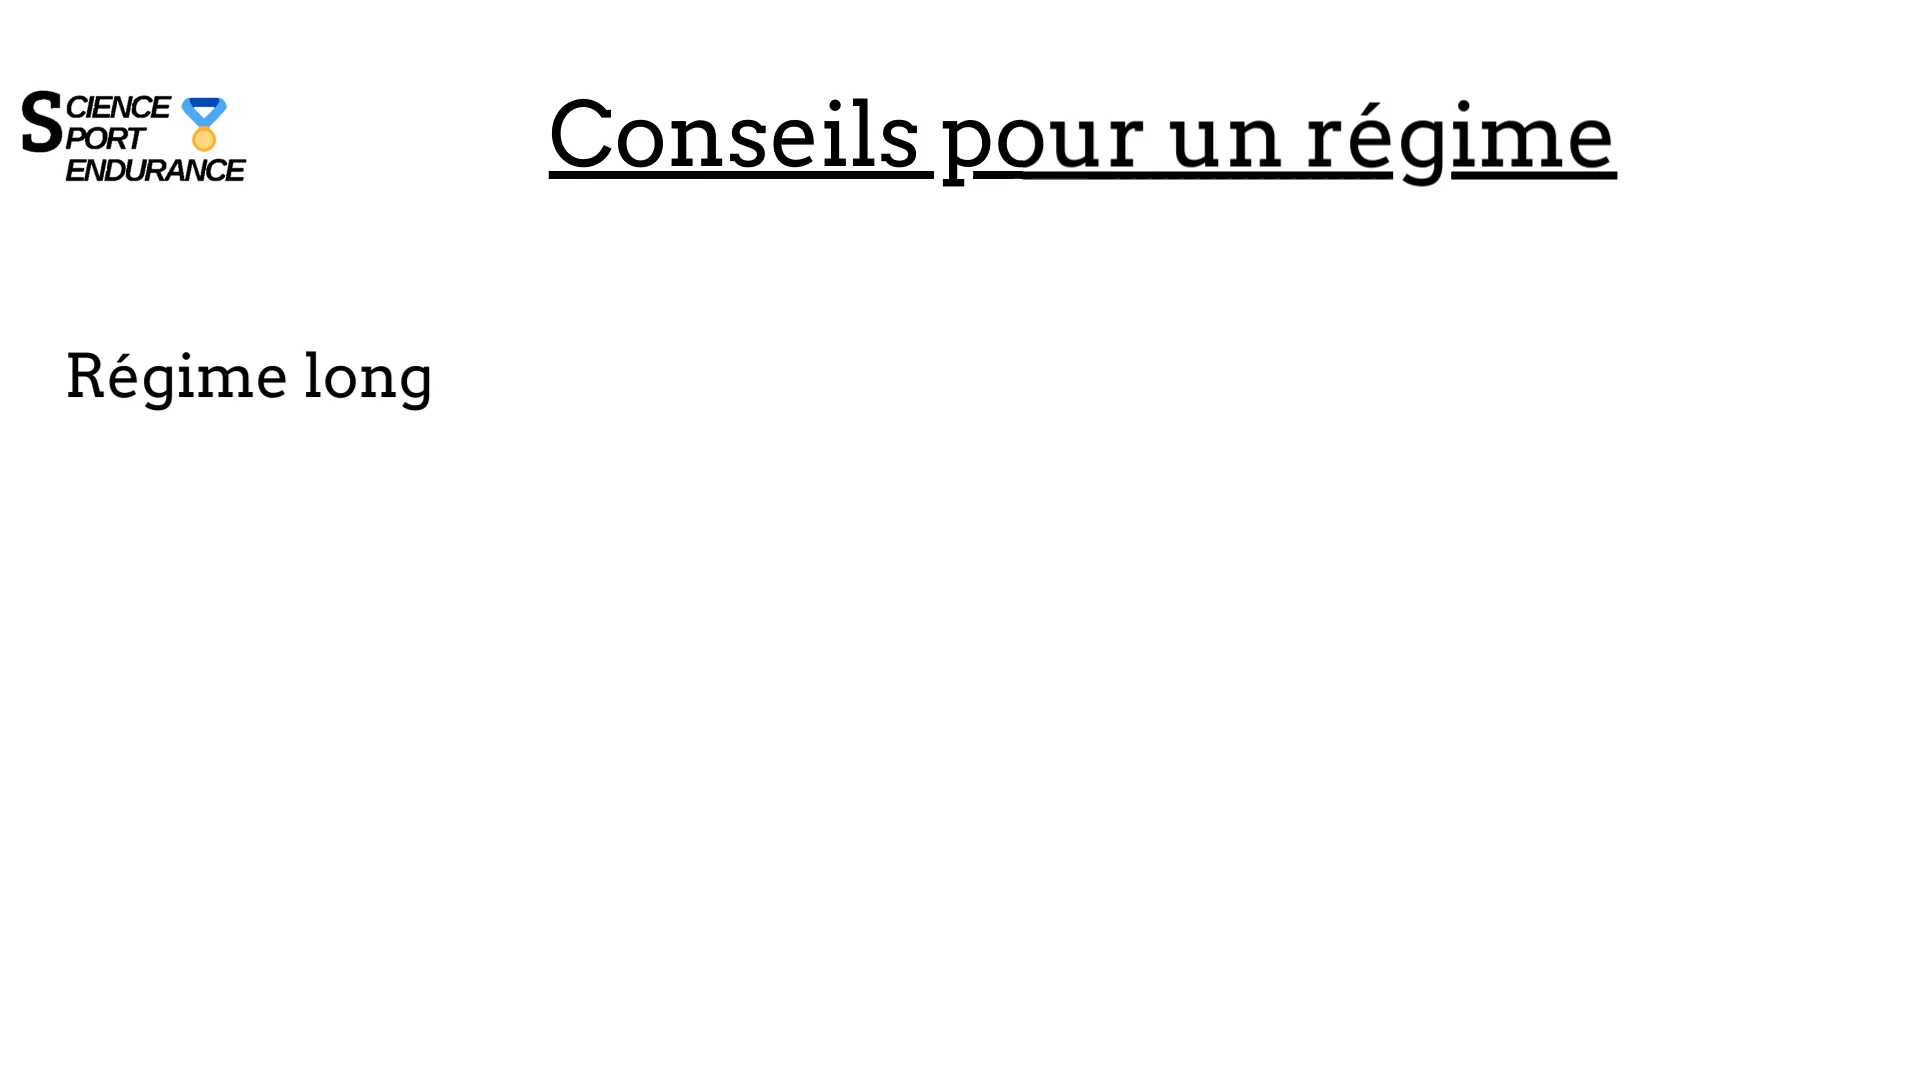 SCIENCE
SPORT
ENDURANCE
Conseils pour un régime
Régime long